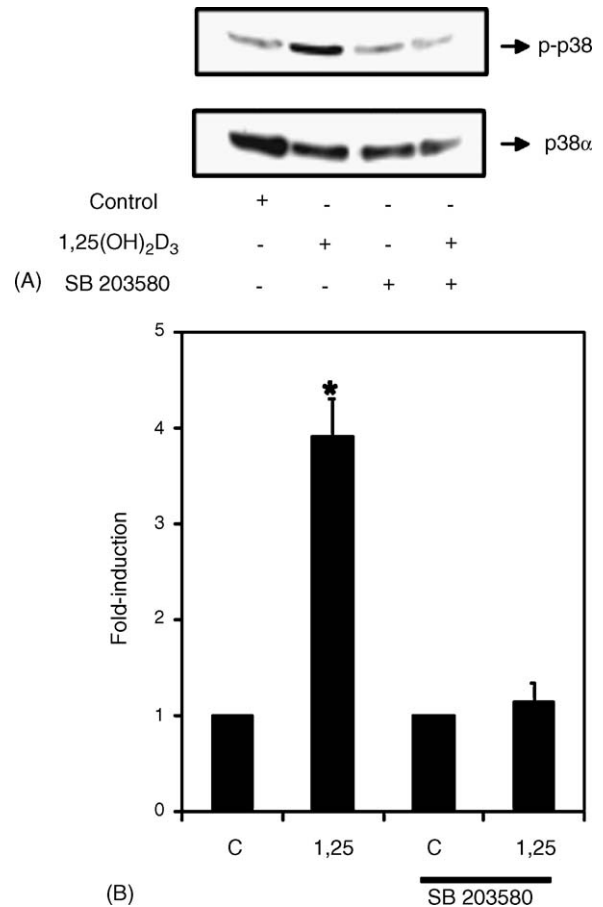 → p-p38
→ p38α
Control + - - -
1,25(OH)₂D₃ - + - +
(A) SB 203580 - - + +
5
*
4
Fold-induction
3
2
1
0
C 1,25 C 1,25
SB 203580
(B)